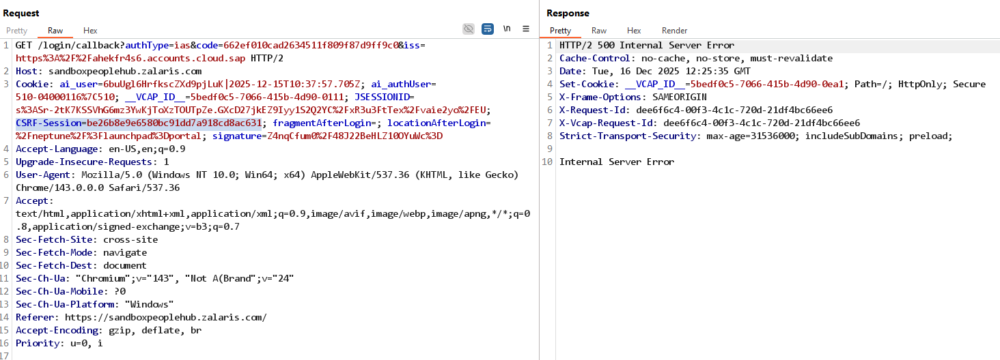 Request
Pretty Raw Hex \n
1 GET /login/callback?authType=ias&code=662ef010cad2634511f809f87d9ff9c0&iss=
https%3A%2F%2Fahekfr4s6.accounts.cloud.sap HTTP/2
2 Host: sandboxpeoplehub.zalaris.com
3 Cookie: ai_user=6buUgl6HrfkscZXd9pjLuK|2025-12-15T10:37:57.705Z; ai_authUser=
510-04000116%7C510; __VCAP_ID__=5bedf0c5-7066-415b-4d90-0111; JSESSIONID=
s%3ASr-2tK7KSSVhG6mz3YwKjToXzTOUTpZe.GXcD27jkEZ9Iyy1S2Q2YC%2FxR3u3FtTex%2Fvaie2yo%2FEU;
CSRF-Session=be26b8e9e6580bc91dd7a918cd8ac631; fragmentAfterLogin=; locationAfterLogin=
%2Fneptune%2F%3Flaunchpad%3Dportal; signature=Z4nqCfum0%2F48J22BeHLZ10OYuWc%3D
4 Accept-Language: en-US,en;q=0.9
5 Upgrade-Insecure-Requests: 1
6 User-Agent: Mozilla/5.0 (Windows NT 10.0; Win64; x64) AppleWebKit/537.36 (KHTML, like Gecko)
Chrome/143.0.0.0 Safari/537.36
7 Accept:
text/html,application/xhtml+xml,application/xml;q=0.9,image/avif,image/webp,image/apng,*/*;q=0
.8,application/signed-exchange;v=b3;q=0.7
8 Sec-Fetch-Site: cross-site
9 Sec-Fetch-Mode: navigate
10 Sec-Fetch-Dest: document
11 Sec-Ch-Ua: "Chromium";v="143", "Not A(Brand";v="24"
12 Sec-Ch-Ua-Mobile: ?0
13 Sec-Ch-Ua-Platform: "Windows"
14 Referer: https://sandboxpeoplehub.zalaris.com/
15 Accept-Encoding: gzip, deflate, br
16 Priority: u=0, i
17
Response
Pretty Raw Hex Render
1 HTTP/2 500 Internal Server Error
2 Cache-Control: no-cache, no-store, must-revalidate
3 Date: Tue, 16 Dec 2025 12:25:35 GMT
4 Set-Cookie: __VCAP_ID__=5bedf0c5-7066-415b-4d90-0ea1; Path=/; HttpOnly; Secure
5 X-Frame-Options: SAMEORIGIN
6 X-Request-Id: dee6f6c4-00f3-4c1c-720d-21df4bc66ee6
7 X-Vcap-Request-Id: dee6f6c4-00f3-4c1c-720d-21df4bc66ee6
8 Strict-Transport-Security: max-age=31536000; includeSubDomains; preload;
9
10 Internal Server Error